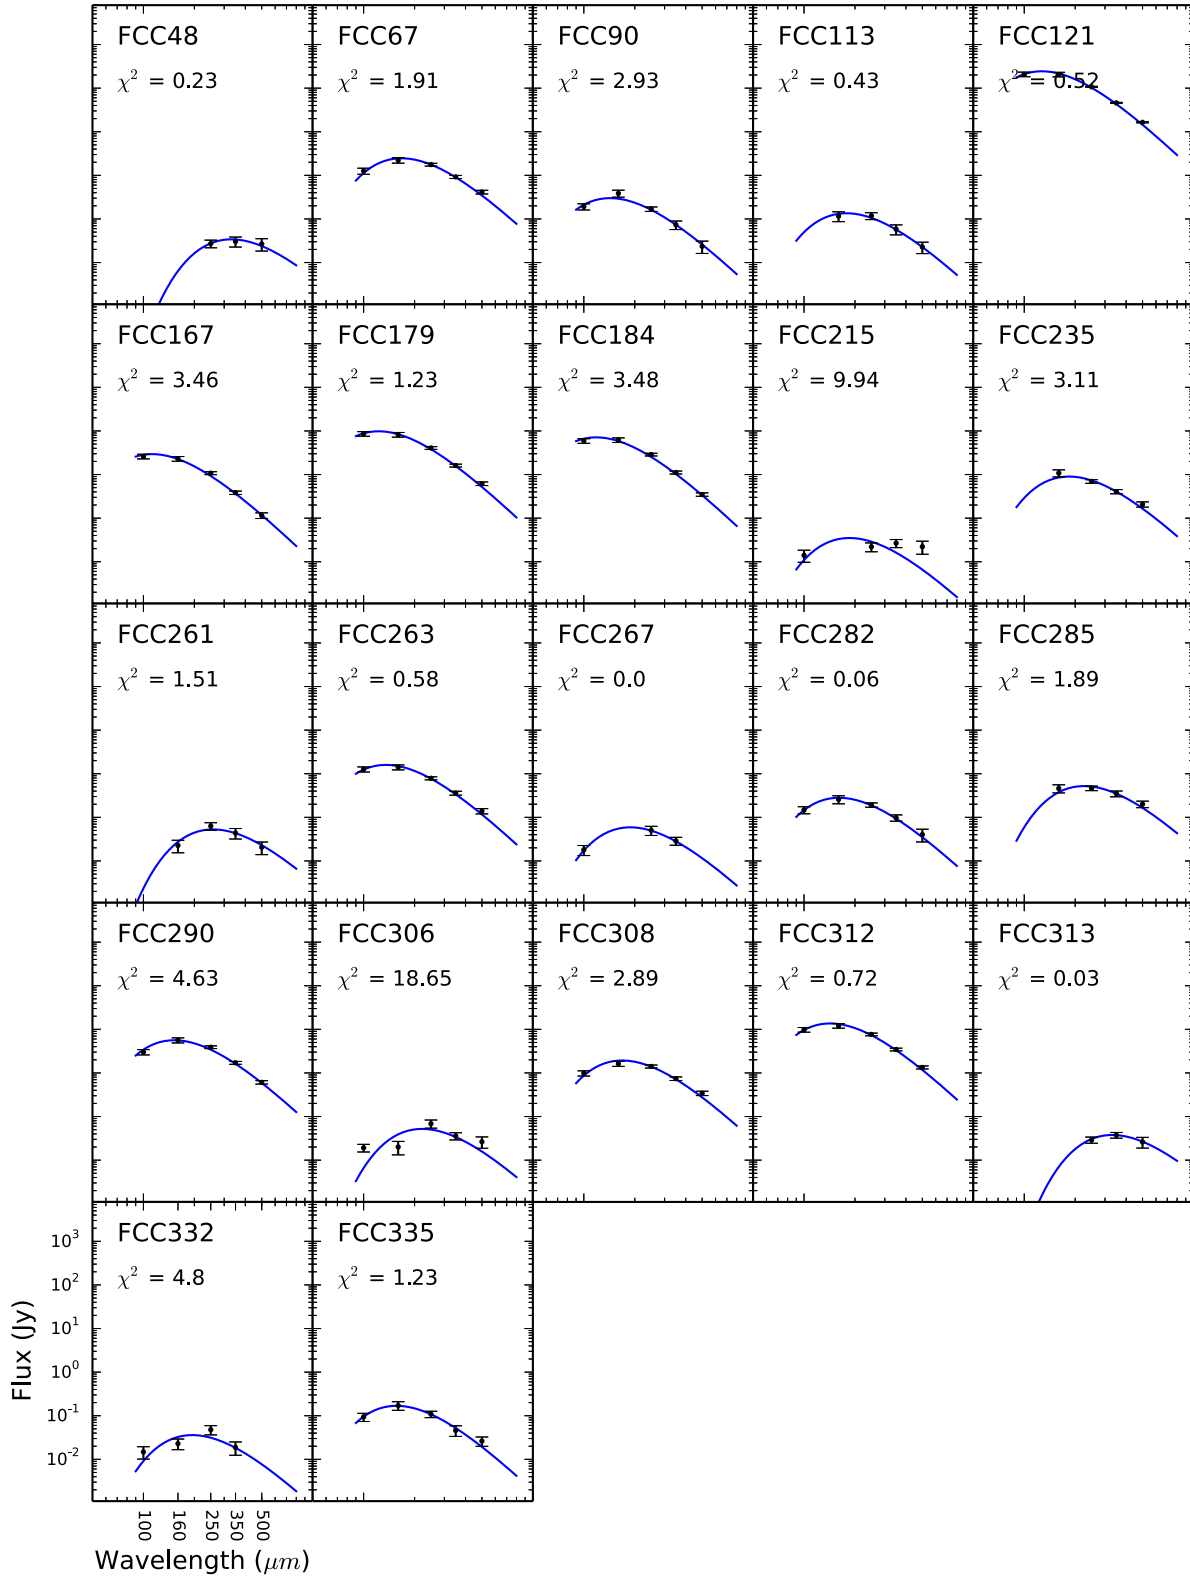 FCC48
χ² = 0.23
FCC67
χ² = 1.91
FCC90
χ² = 2.93
FCC113
χ² = 0.43
FCC121
χ² = 0.52
FCC167
χ² = 3.46
FCC179
χ² = 1.23
FCC184
χ² = 3.48
FCC215
χ² = 9.94
FCC235
χ² = 3.11
FCC261
χ² = 1.51
FCC263
χ² = 0.58
FCC267
χ² = 0.0
FCC282
χ² = 0.06
FCC285
χ² = 1.89
FCC290
χ² = 4.63
FCC306
χ² = 18.65
FCC308
χ² = 2.89
FCC312
χ² = 0.72
FCC313
χ² = 0.03
FCC332
χ² = 4.8
FCC335
χ² = 1.23
Flux (Jy)
10³
10²
10¹
10⁰
10⁻¹
10⁻²
100
160
250
350
500
Wavelength (μm)